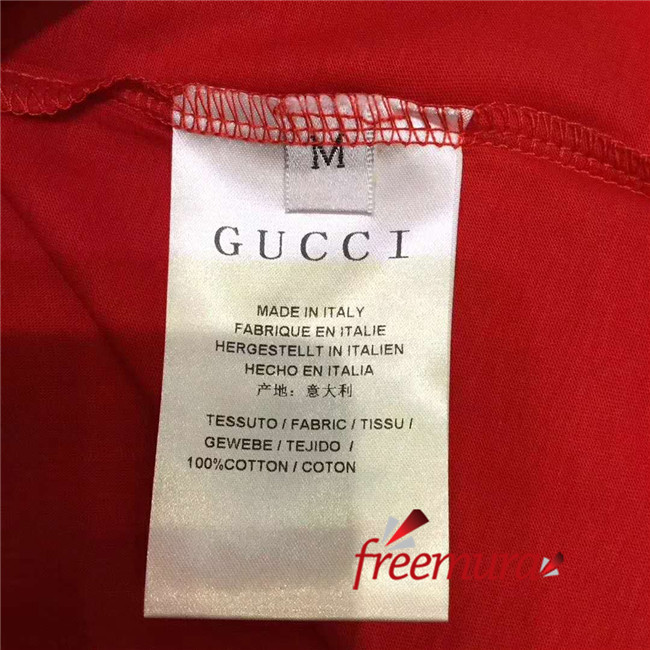 M
GUCCI
MADE IN ITALY
FABRIQUE EN ITALIE
HERGESTELLT IN ITALIEN
HECHO EN ITALIA
产地：意大利
TESSUTO / FABRIC / TISSU /
GEWEBE / TEJIDO /
100%COTTON / COTON
freemuro